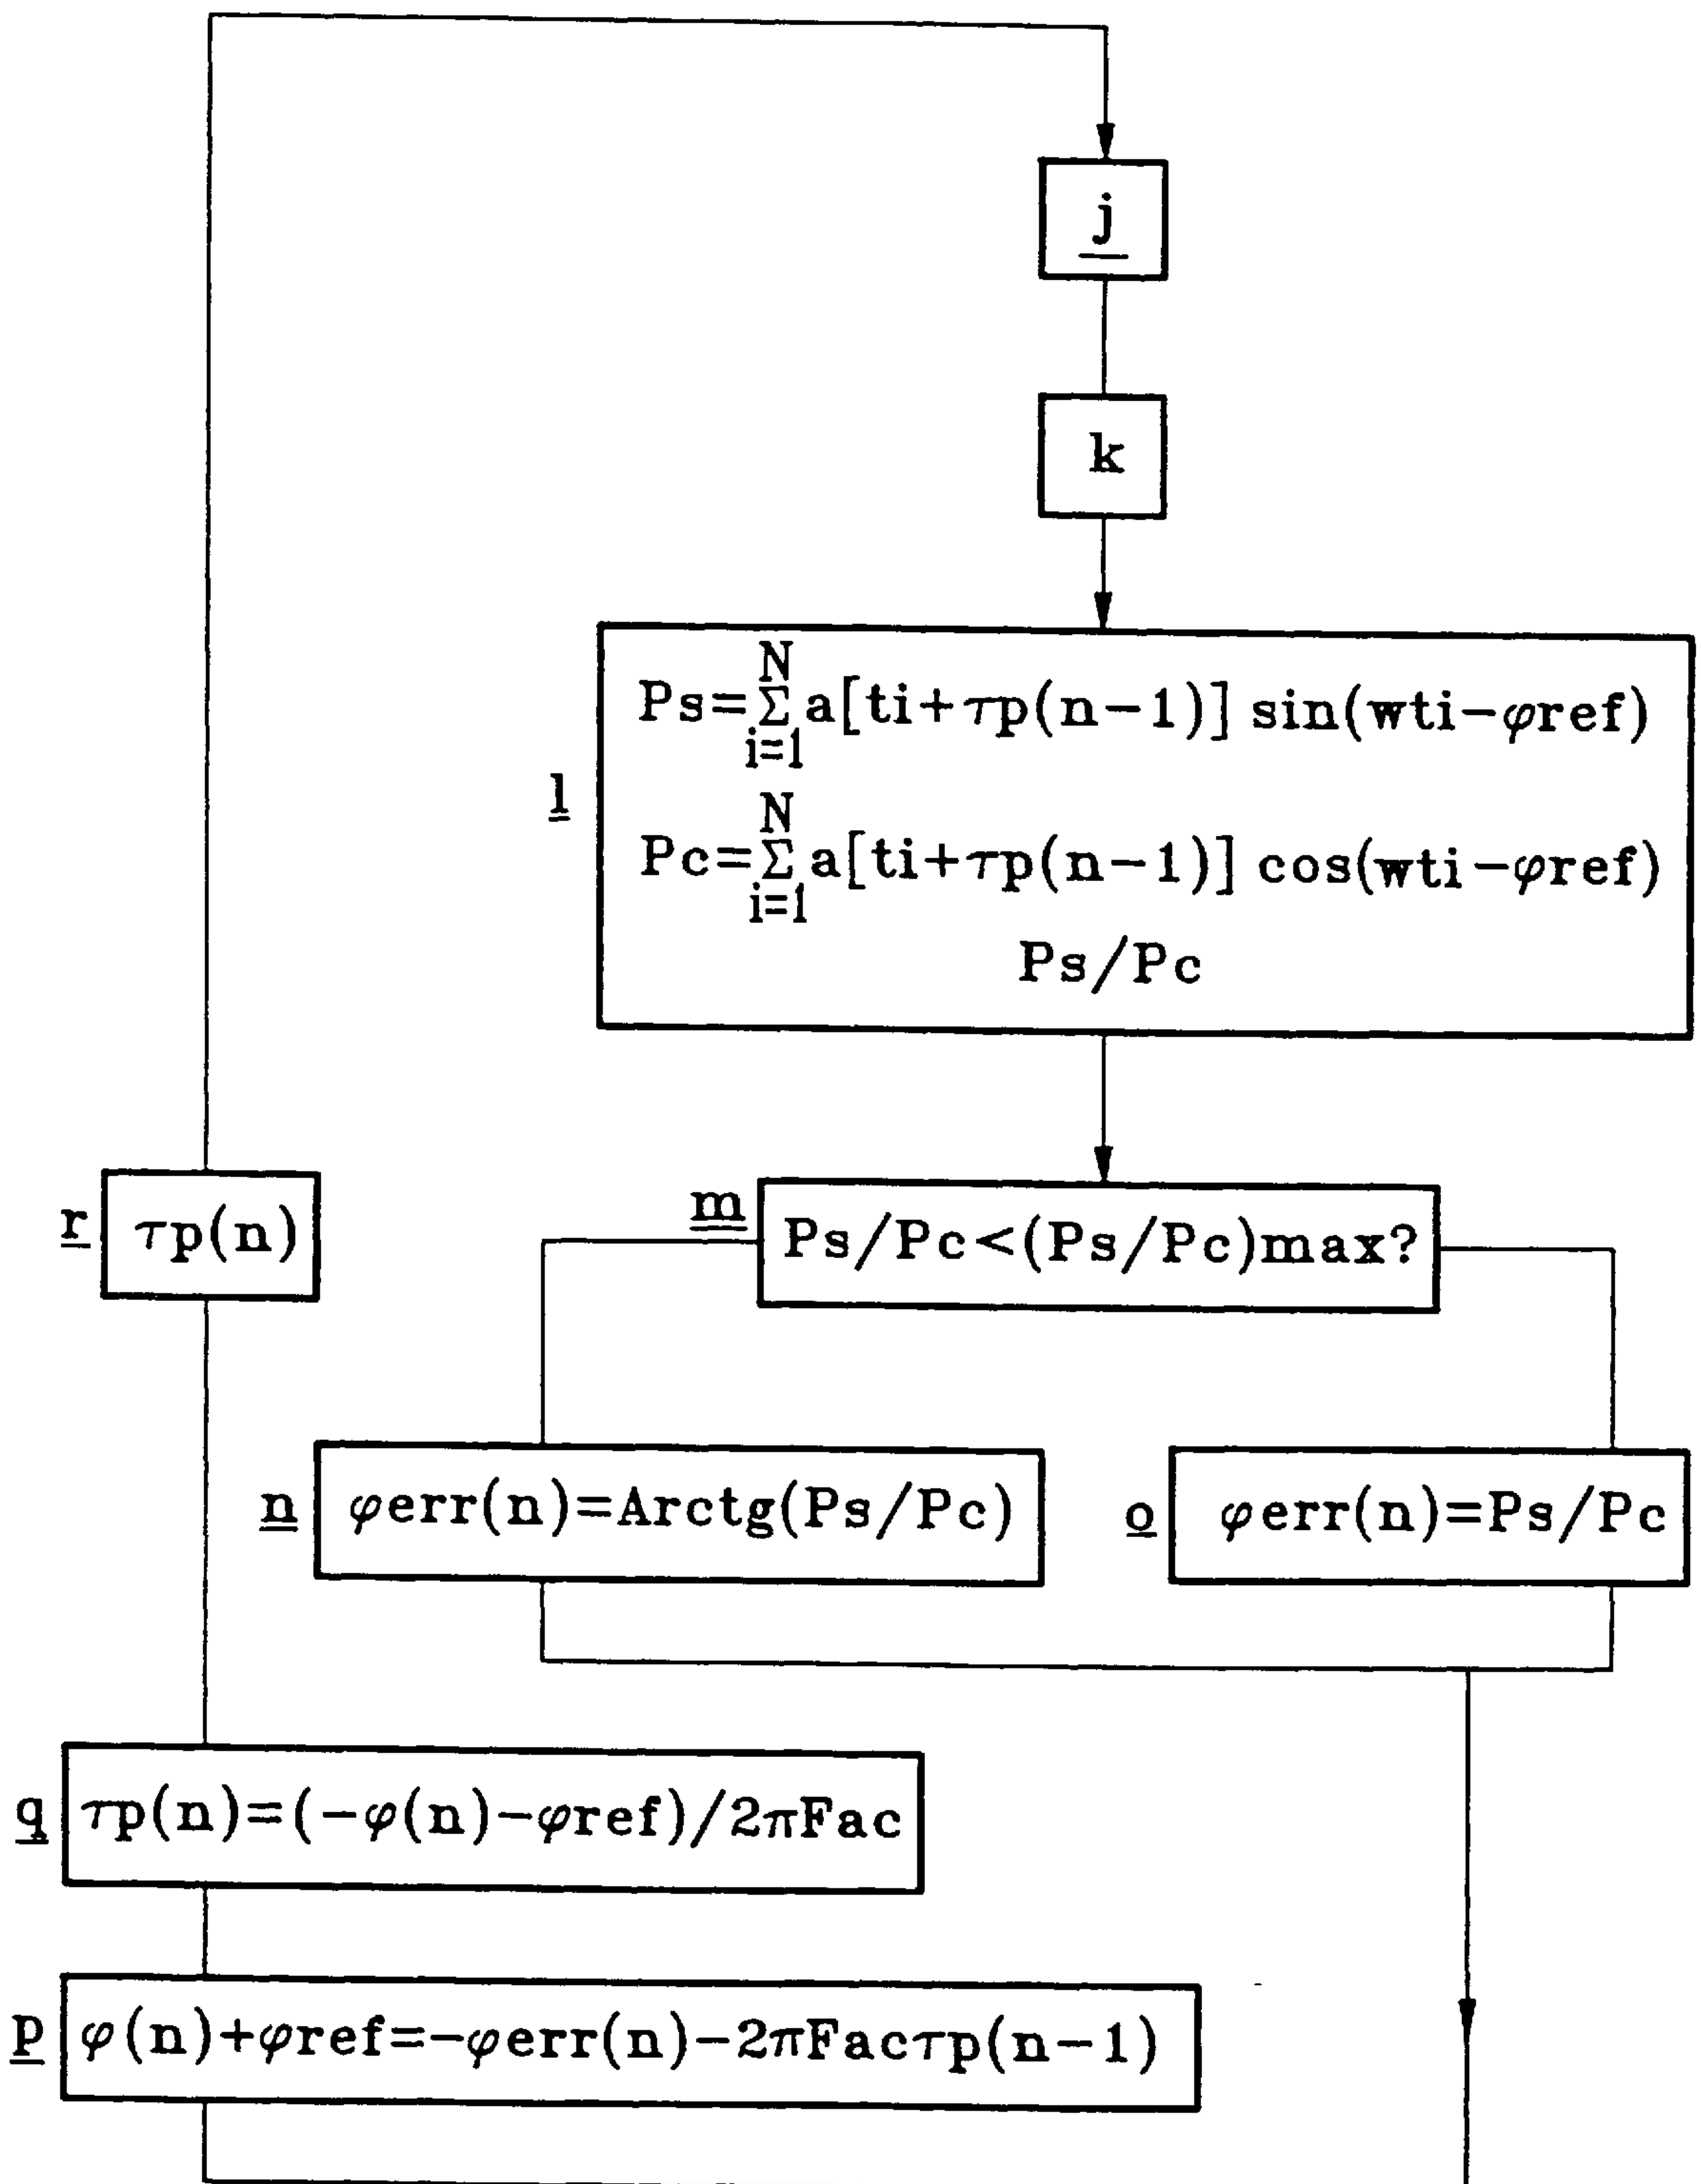 j
k
l
Ps=Σ a[ti+τp(n-1)] sin(wti-φref)
N
i=1
Pc=Σ a[ti+τp(n-1)] cos(wti-φref)
N
i=1
Ps/Pc
r
τp(n)
m
Ps/Pc<(Ps/Pc)max?
n
φerr(n)=Arctg(Ps/Pc)
o
φerr(n)=Ps/Pc
q
τp(n)=(-φ(n)-φref)/2πFac
p
φ(n)+φref=-φerr(n)-2πFacτp(n-1)